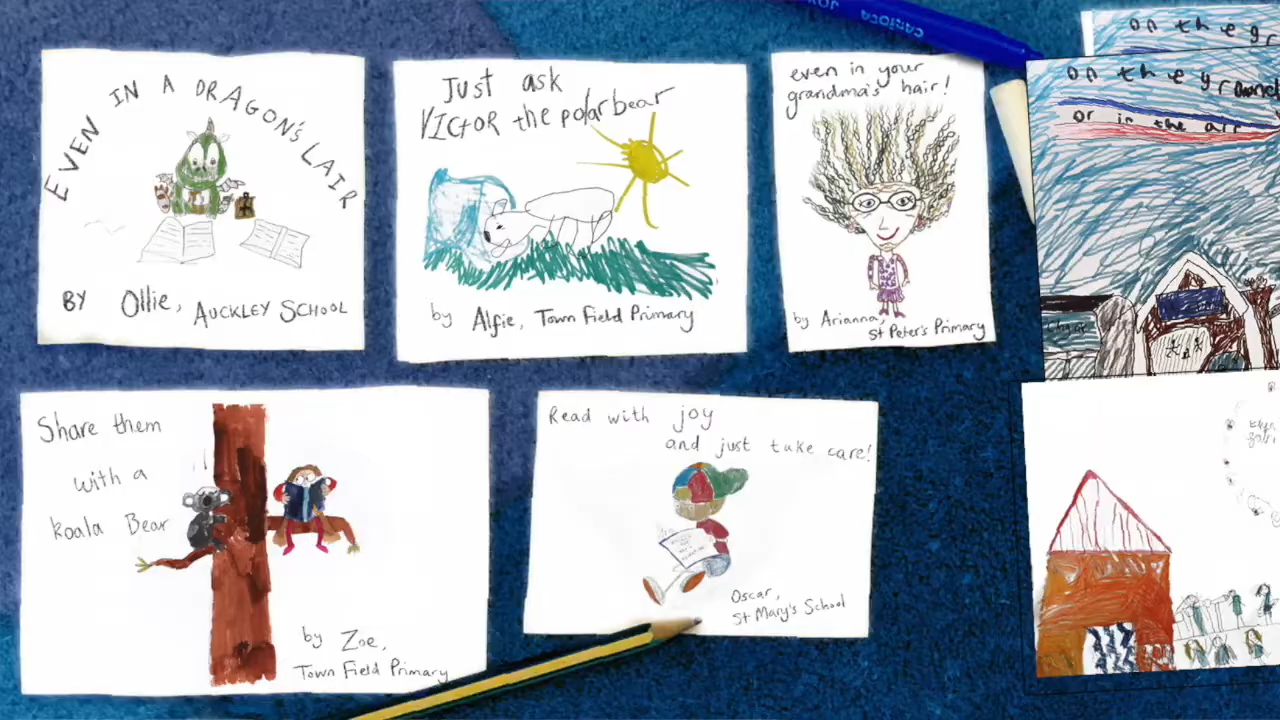 EVEN IN A DRAGON'S LAIR
BY Ollie, AUCKLEY SCHOOL
Just ask
VICTOR the polar bear
by Alfie, Town Field Primary
even in your
grandma's hair!
by Arianna,
St Peter's Primary
on the gr
on the ground
or in the air
Share them
with a
koala Bear
by Zoe,
Town Field Primary
Read with joy
and just take care!
Oscar,
St Mary's School